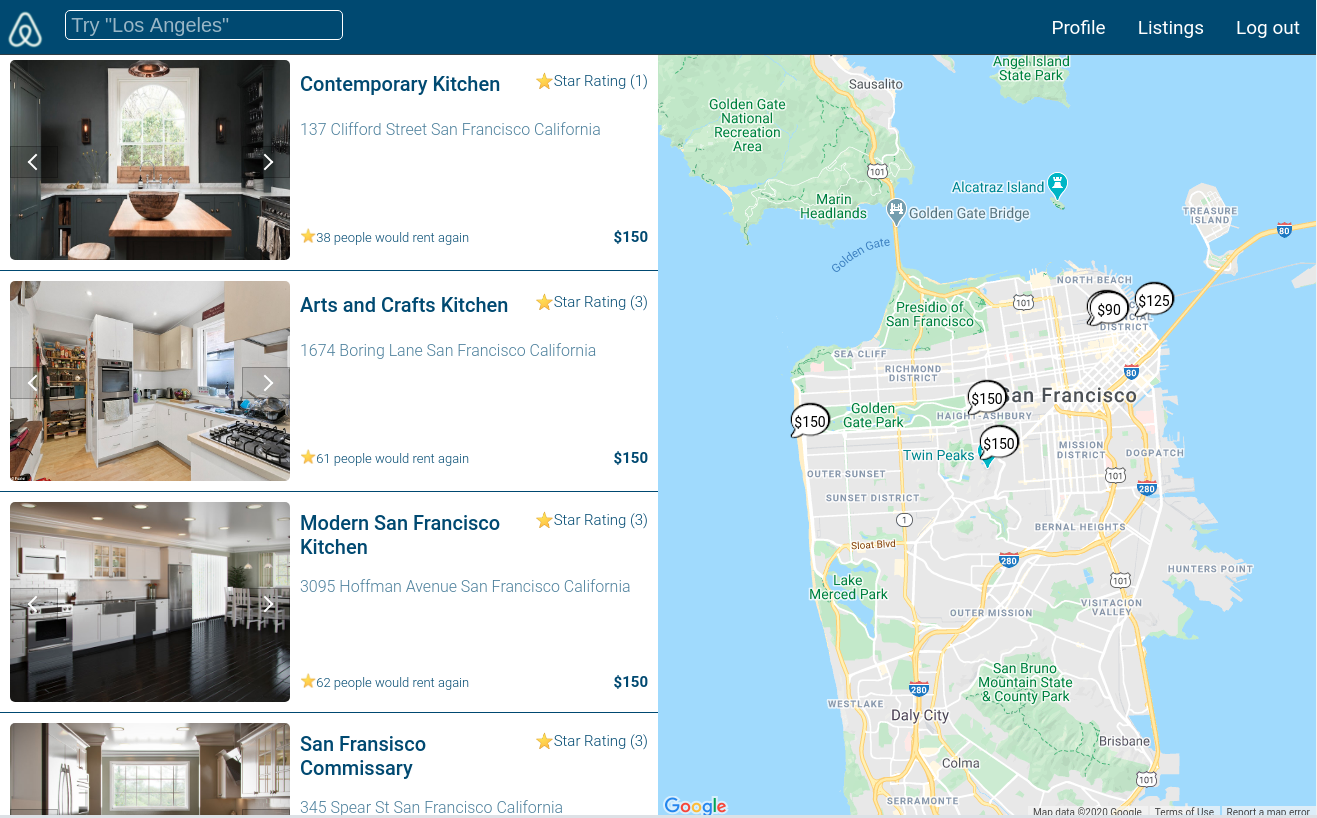 Try "Los Angeles"
Profile
Listings
Log out
Contemporary Kitchen
Star Rating (1)
137 Clifford Street San Francisco California
38 people would rent again
$150
Arts and Crafts Kitchen
Star Rating (3)
1674 Boring Lane San Francisco California
61 people would rent again
$150
Modern San Francisco
Kitchen
Star Rating (3)
3095 Hoffman Avenue San Francisco California
62 people would rent again
$150
San Fransisco
Commissary
Star Rating (3)
345 Spear St San Francisco California
Angel Island
State Park
Sausalito
Golden Gate
National
Recreation
Area
101
Alcatraz Island
Marin
Headlands
Golden Gate Bridge
TREASURE
ISLAND
80
Golden Gate
NORTH BEACH
101
$90
$125
DISTRICT
Presidio of
San Francisco
SEA CLIFF
RICHMOND
DISTRICT
80
$150
San Francisco
$150
Golden
Gate Park
HAIGHT-ASHBURY
$150
Twin Peaks
MISSION
DISTRICT
DOGPATCH
OUTER SUNSET
101
280
SUNSET DISTRICT
1
BERNAL HEIGHTS
Sloat Blvd
280
HUNTERS POINT
Lake
Merced Park
101
VISITACION
VALLEY
OUTER MISSION
San Bruno
Mountain State
& County Park
280
WESTLAKE
Daly City
Brisbane
Colma
101
SERRAMONTE
Google
Map data ©2020 Google
Terms of Use
Report a map error